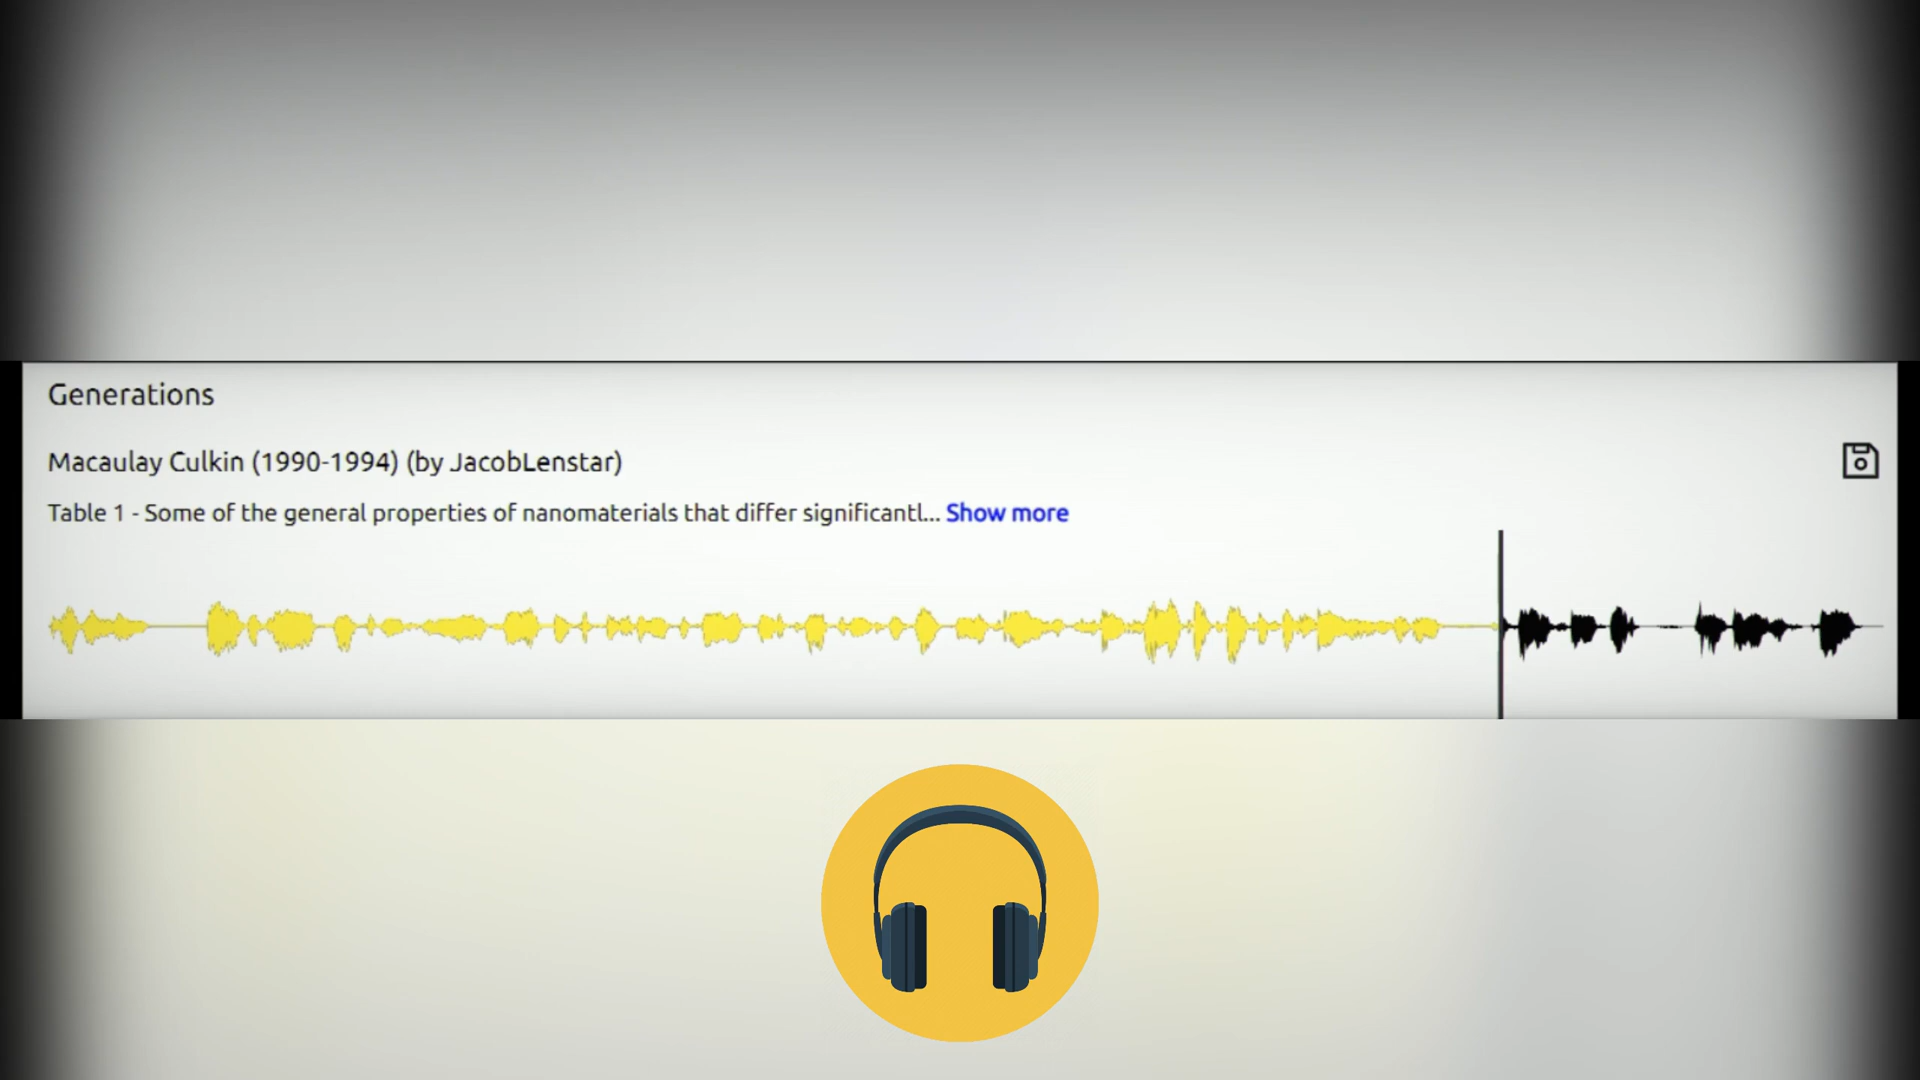 Generations
Macaulay Culkin (1990-1994) (by JacobLenstar)
Table 1 - Some of the general properties of nanomaterials that differ significantl... Show more